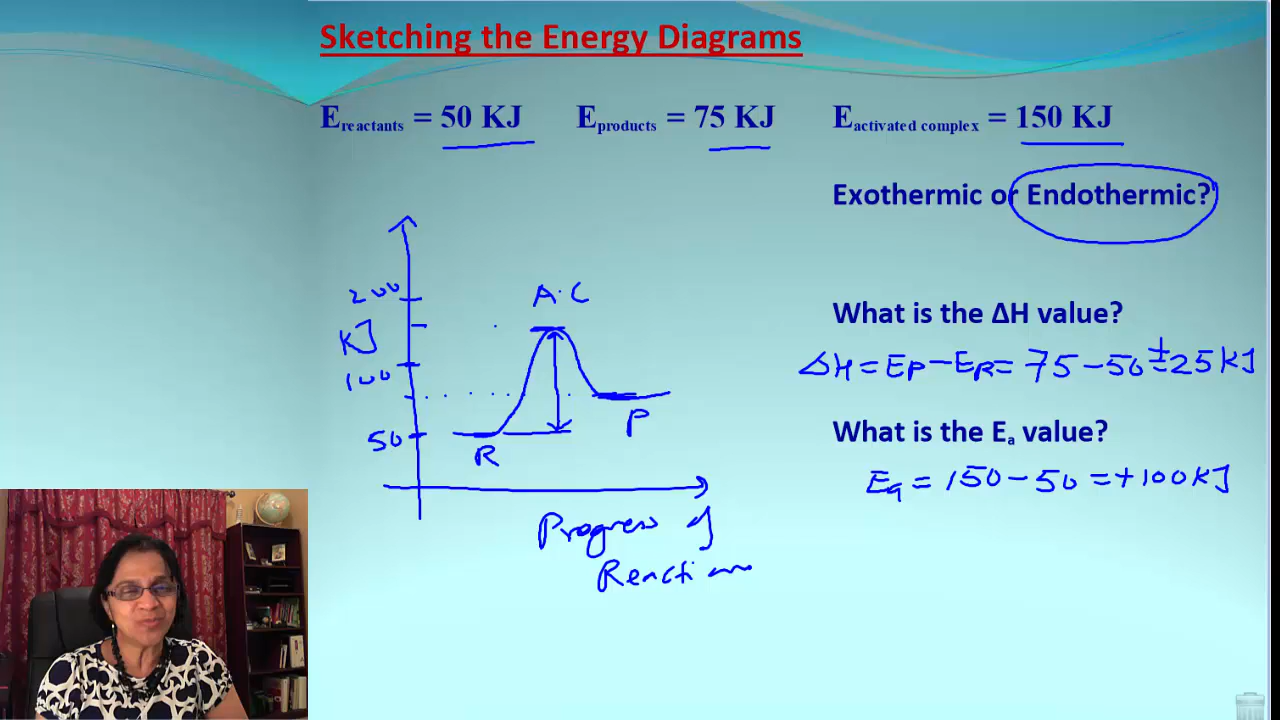 Sketching the Energy Diagrams
Ereactants = 50 KJ Eproducts = 75 KJ Eactivated complex = 150 KJ
Exothermic or Endothermic?
200
KJ
100
50
A.C
R
P
Progress of
Reaction
What is the ΔH value?
ΔH = EP - ER = 75 - 50 = +25 KJ
What is the Ea value?
Ea = 150 - 50 = +100 KJ